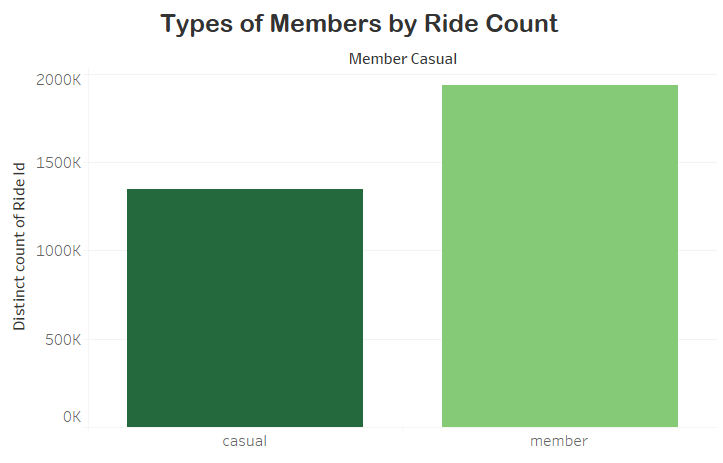 Types of Members by Ride Count
Member Casual
Distinct count of Ride Id
2000K
1500K
1000K
500K
0K
casual
member